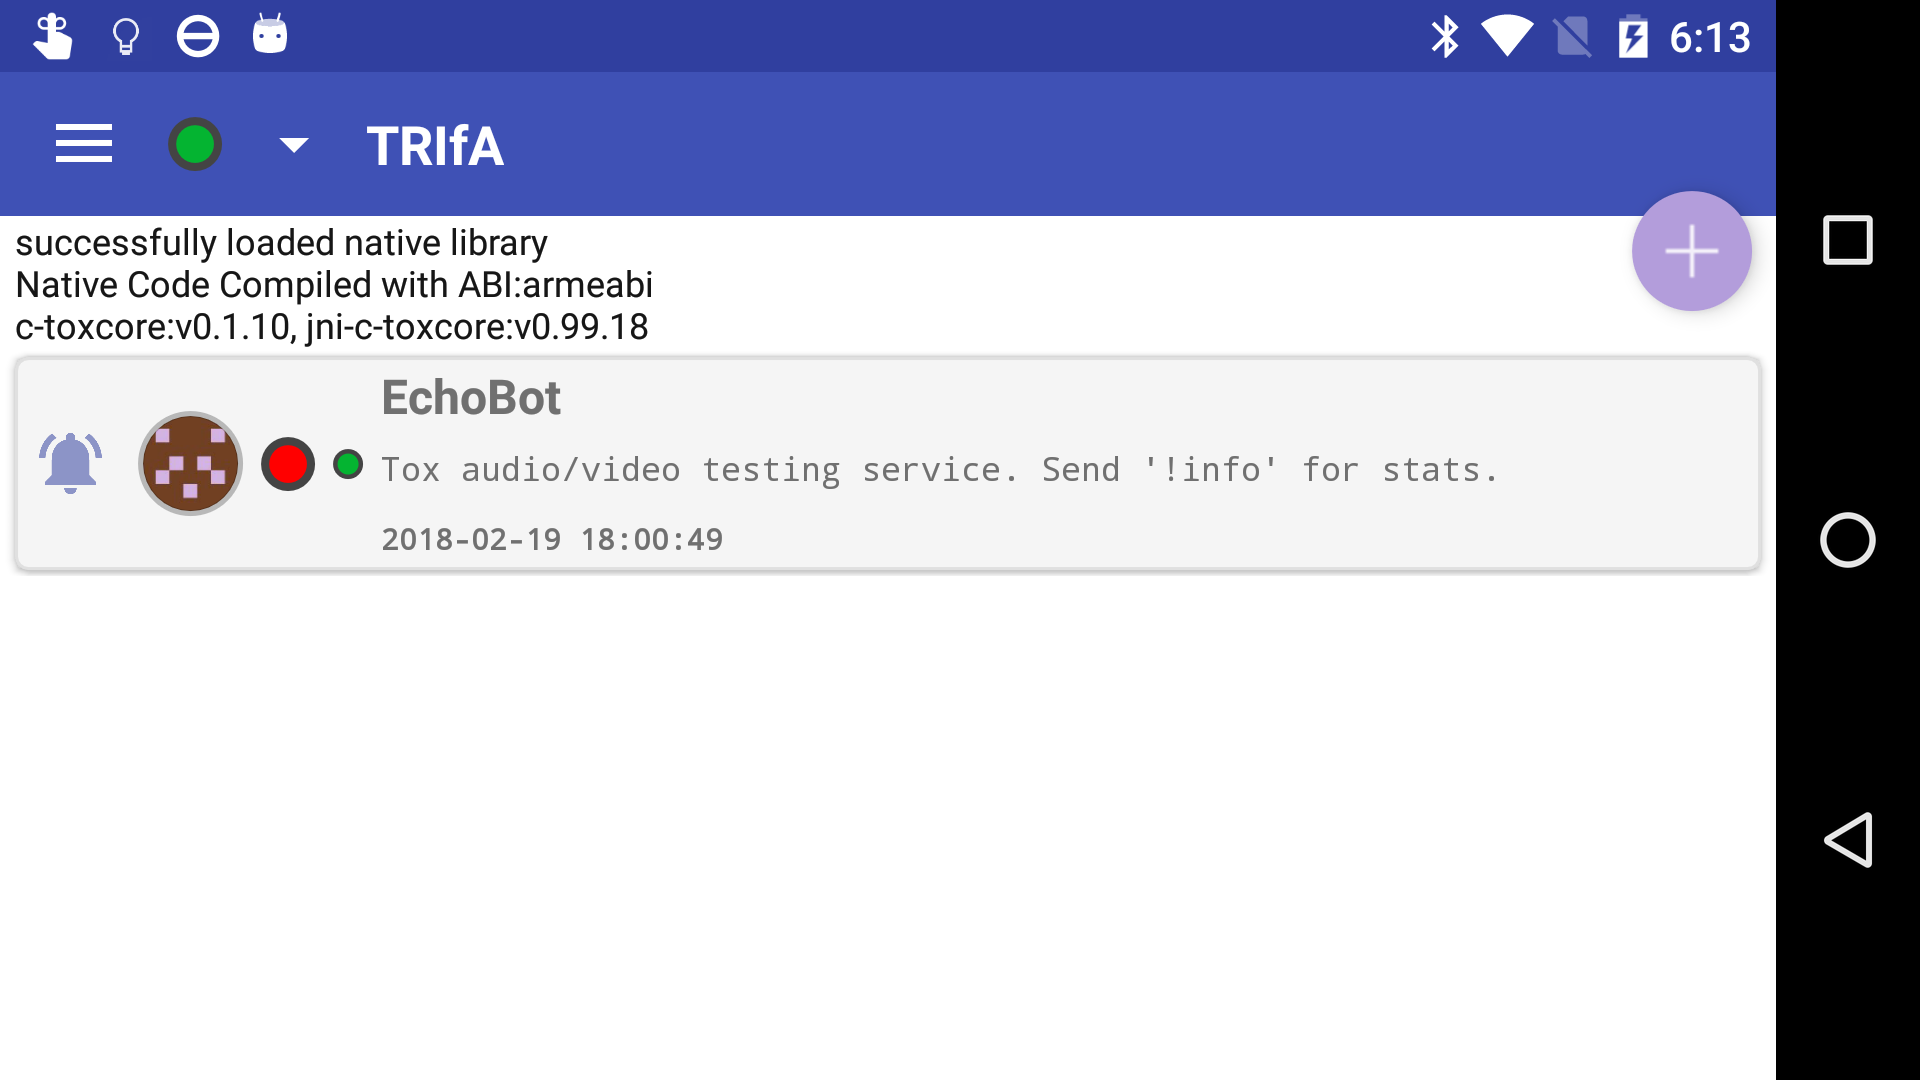 6:13
TRIfA
successfully loaded native library
Native Code Compiled with ABI:armeabi
c-toxcore:v0.1.10, jni-c-toxcore:v0.99.18
EchoBot
Tox audio/video testing service. Send '!info' for stats.
2018-02-19 18:00:49